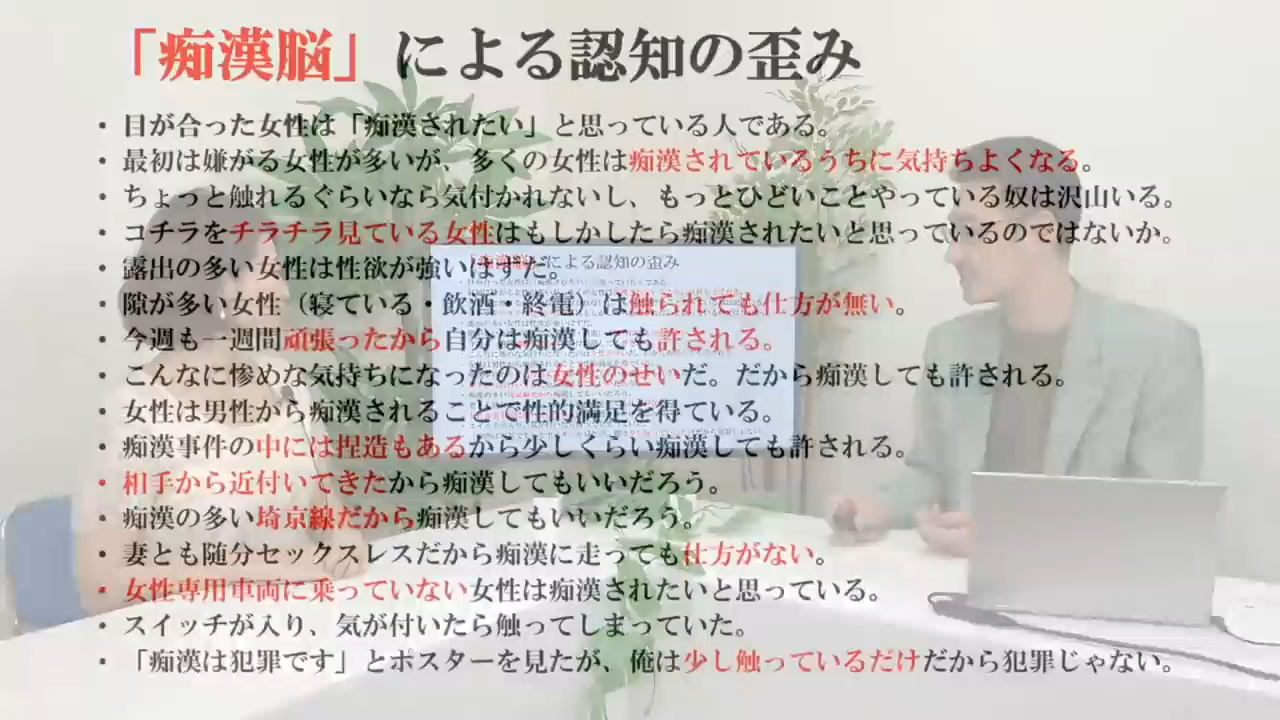 「痴漢脳」による認知の歪み
・ 目が合った女性は「痴漢されたい」と思っている人である。
・ 最初は嫌がる女性が多いが、多くの女性は痴漢されているうちに気持ちよくなる。
・ ちょっと触れるぐらいなら気付かれないし、もっとひどいことやっている奴は沢山いる。
・ コチラをチラチラ見ている女性はもしかしたら痴漢されたいと思っているのではないか。
・ 露出の多い女性は性欲が強いはずだ。
・ 隙が多い女性（寝ている・飲酒・終電）は触られても仕方が無い。
・ 今週も一週間頑張ったから自分は痴漢しても許される。
・ こんなに惨めな気持ちになったのは女性のせいだ。だから痴漢しても許される。
・ 女性は男性から痴漢されることで性的満足を得ている。
・ 痴漢事件の中には捏造もあるから少しくらい痴漢しても許される。
・ 相手から近付いてきたから痴漢してもいいだろう。
・ 痴漢の多い埼京線だから痴漢してもいいだろう。
・ 妻とも随分セックスレスだから痴漢に走っても仕方がない。
・ 女性専用車両に乗っていない女性は痴漢されたいと思っている。
・ スイッチが入り、気が付いたら触ってしまっていた。
・ 「痴漢は犯罪です」とポスターを見たが、俺は少し触っているだけだから犯罪じゃない。
「痴漢脳」による認知の歪み